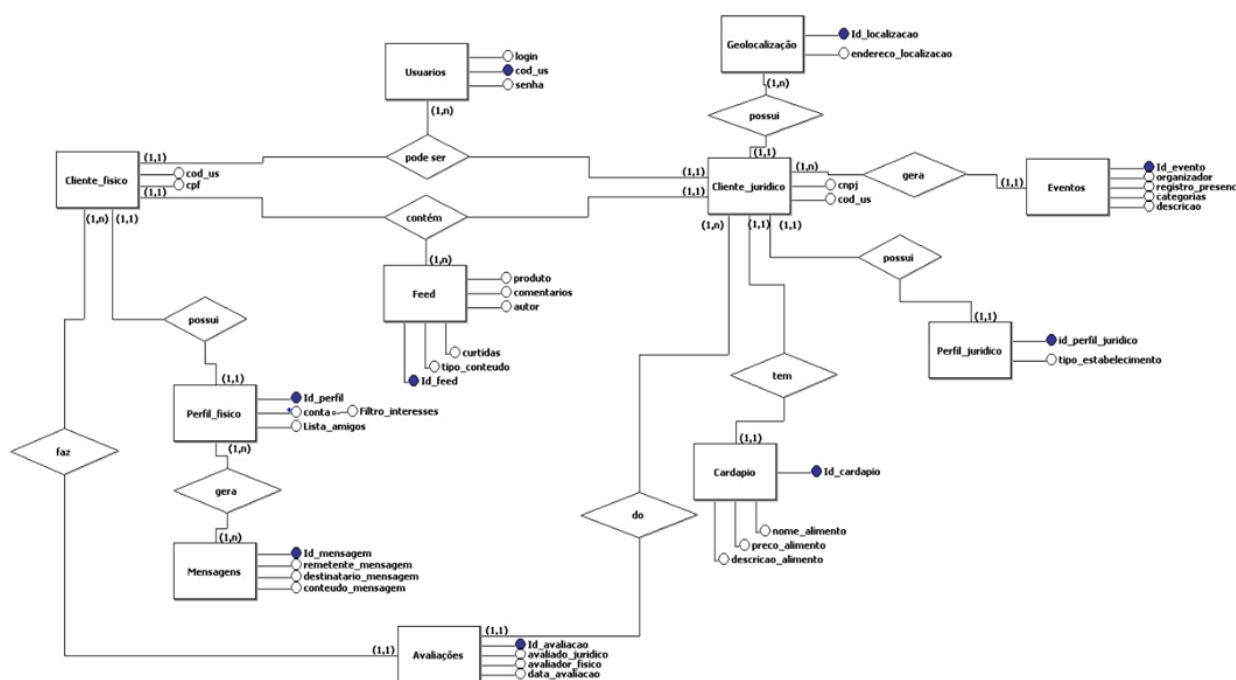 Usuarios
login
cod_us
senha
(1,n)
Geolocalização
Id_localizacao
endereco_localizacao
(1,n)
possui
(1,1)
pode ser
(1,1)
(1,1)
Cliente_fisico
cod_us
cpf
(1,1)
(1,n)
(1,1)
contém
(1,1)
Cliente_juridico
cnpj
cod_us
(1,n)
(1,n)
(1,1)
(1,1)
gera
(1,1)
Eventos
Id_evento
organizador
registro_presenc
categorias
descricao
(1,n)
Feed
produto
comentarios
autor
curtidas
tipo_conteudo
Id_feed
possui
(1,1)
Perfil_juridico
id_perfil_juridico
tipo_estabelecimento
possui
(1,1)
Perfil_fisico
Id_perfil
conta
Filtro_interesses
Lista_amigos
(1,n)
tem
(1,1)
Cardapio
Id_cardapio
nome_alimento
preco_alimento
descricao_alimento
faz
gera
(1,n)
Mensagens
Id_mensagem
remetente_mensagem
destinatario_mensagem
conteudo_mensagem
do
(1,1)
(1,1)
Avaliações
Id_avaliacao
avaliado_juridico
avaliador_fisico
data_avaliacao